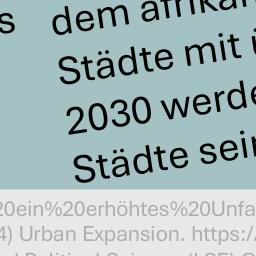 s dem afrikan
Städte mit ü
2030 werde
Städte sein
20ein%20erhöhtes%20Unfa
4) Urban Expansion. https:/